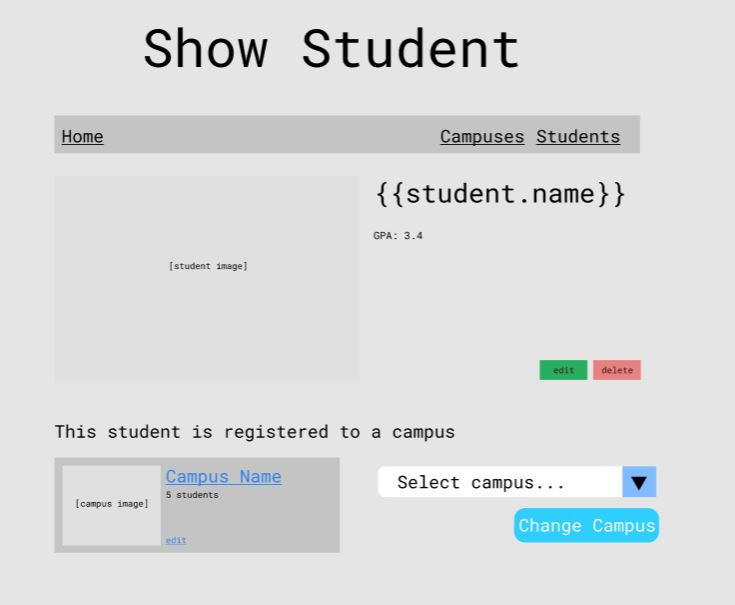 Show Student
Home Campuses Students
{{student.name}}
GPA: 3.4
[student image]
edit delete
This student is registered to a campus
[campus image]
Campus Name
5 students
edit
Select campus...
Change Campus